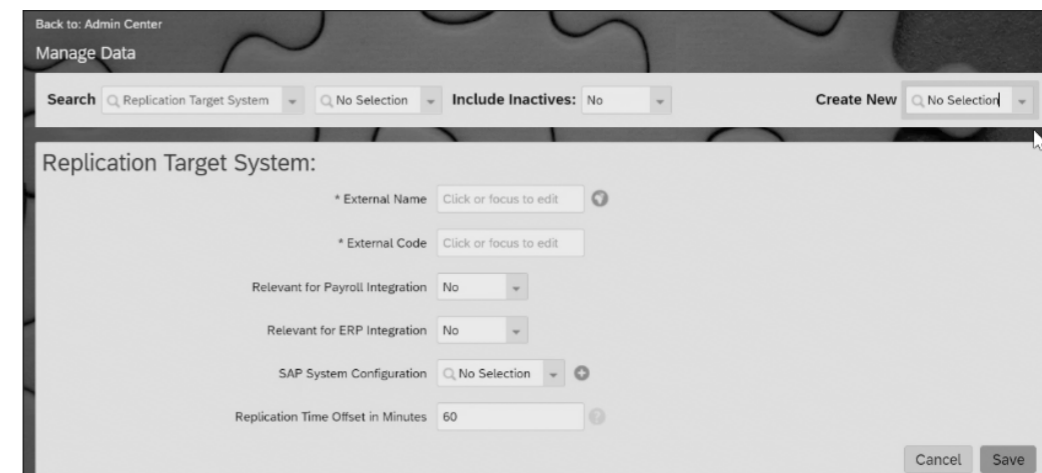 Back to: Admin Center
Manage Data
Search Replication Target System No Selection Include Inactives: No Create New No Selection
Replication Target System:
* External Name Click or focus to edit
* External Code Click or focus to edit
Relevant for Payroll Integration No
Relevant for ERP Integration No
SAP System Configuration No Selection
Replication Time Offset in Minutes 60 ?
Cancel Save